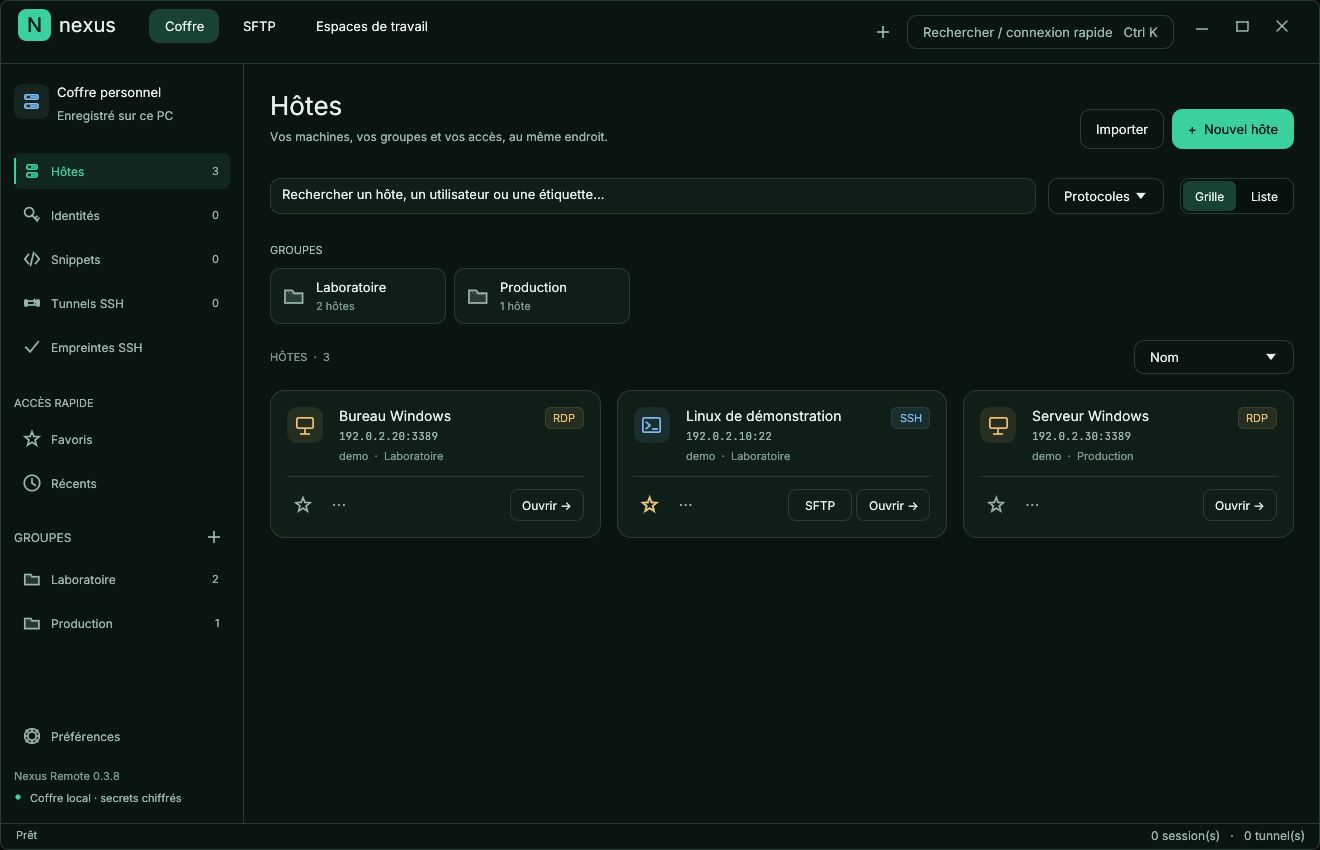 N nexus
Coffre
SFTP
Espaces de travail
+
Rechercher / connexion rapide Ctrl K
Coffre personnel
Enregistré sur ce PC
Hôtes 3
Identités 0
Snippets 0
Tunnels SSH 0
Empreintes SSH
ACCÈS RAPIDE
Favoris
Récents
GROUPES +
Laboratoire 2
Production 1
Préférences
Nexus Remote 0.3.8
Coffre local · secrets chiffrés
Hôtes
Vos machines, vos groupes et vos accès, au même endroit.
Importer
+ Nouvel hôte
Rechercher un hôte, un utilisateur ou une étiquette...
Protocoles
Grille
Liste
GROUPES
Laboratoire
2 hôtes
Production
1 hôte
HÔTES · 3
Nom
Bureau Windows
RDP
192.0.2.20:3389
demo · Laboratoire
...
Ouvrir →
Linux de démonstration
SSH
192.0.2.10:22
demo · Laboratoire
...
SFTP
Ouvrir →
Serveur Windows
RDP
192.0.2.30:3389
demo · Production
...
Ouvrir →
Prêt
0 session(s) · 0 tunnel(s)